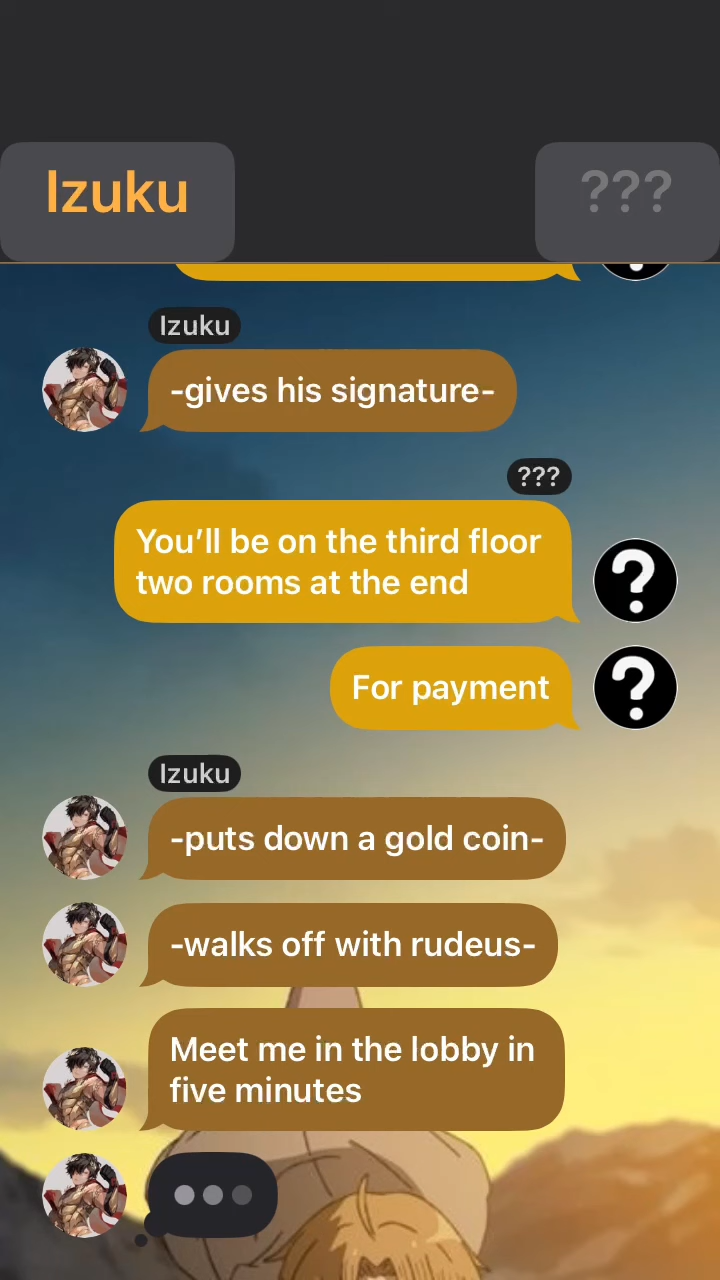 Izuku
???
Izuku
-gives his signature-
???
You’ll be on the third floor
two rooms at the end
?
For payment
?
Izuku
-puts down a gold coin-
-walks off with rudeus-
Meet me in the lobby in
five minutes